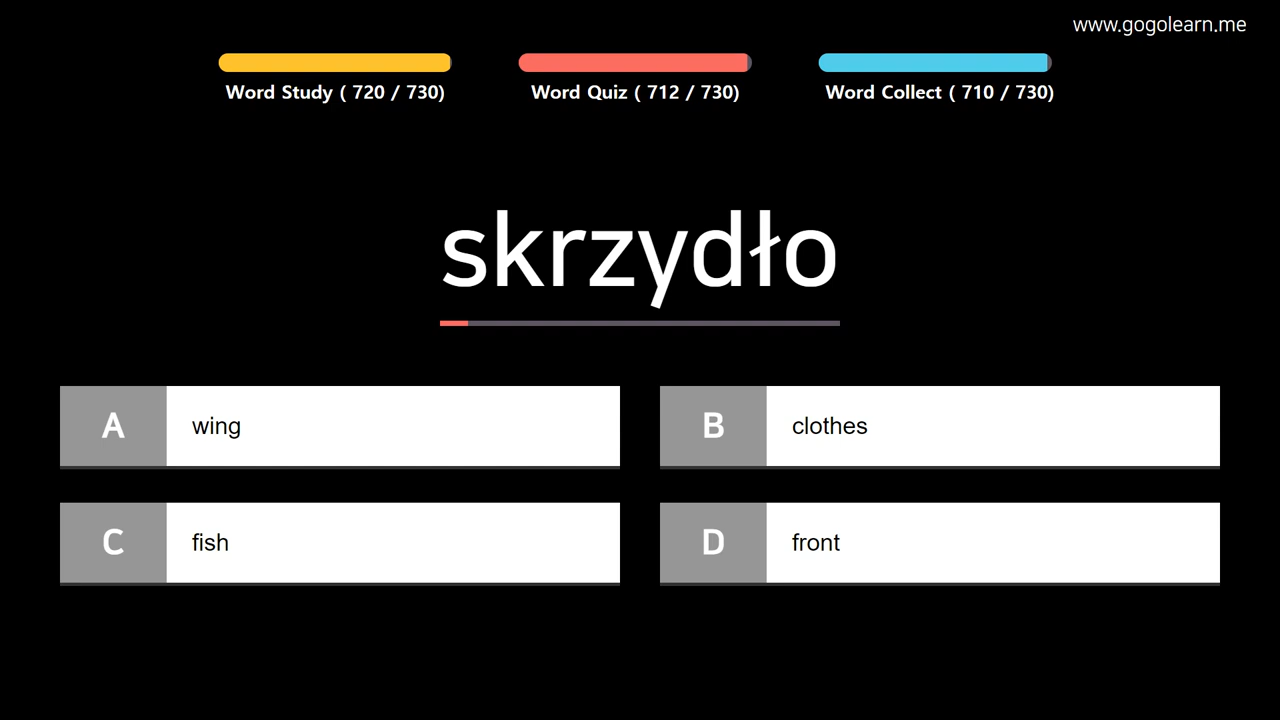 www.gogolearn.me
Word Study ( 720 / 730)
Word Quiz ( 712 / 730)
Word Collect ( 710 / 730)
skrzydło
A wing
B clothes
C fish
D front